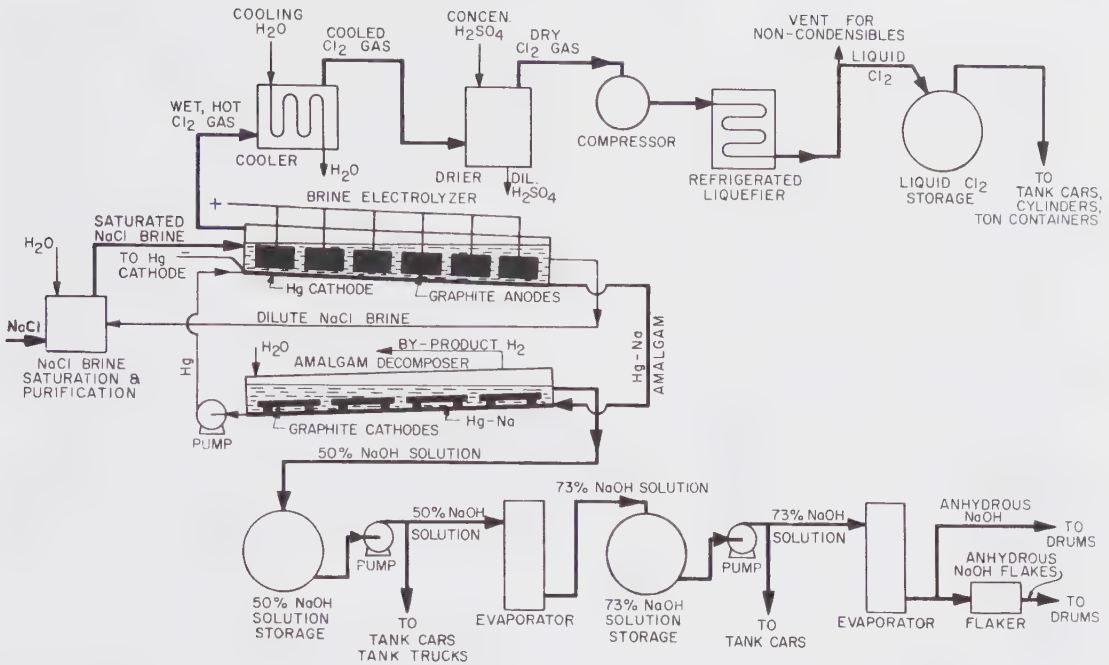 COOLING
H2O
COOLED
Cl2 GAS
CONCEN.
H2SO4
DRY
Cl2 GAS
VENT FOR
NON-CONDENSIBLES
LIQUID
Cl2
WET, HOT
Cl2 GAS
COOLER
H2O
DRIER
DIL.
H2SO4
COMPRESSOR
REFRIGERATED
LIQUEFIER
LIQUID Cl2
STORAGE
TO
TANK CARS,
CYLINDERS,
TON CONTAINERS
BRINE ELECTROLYZER
+
SATURATED
NaCl BRINE
H2O
TO Hg
CATHODE
Hg CATHODE
GRAPHITE ANODES
NaCl
DILUTE NaCl BRINE
NaCl BRINE
SATURATION &
PURIFICATION
Hg
H2O
BY-PRODUCT H2
AMALGAM DECOMPOSER
Hg-Na
AMALGAM
PUMP
GRAPHITE CATHODES
Hg-Na
50% NaOH SOLUTION
50% NaOH
SOLUTION
STORAGE
PUMP
50% NaOH
SOLUTION
TO
TANK CARS
TANK TRUCKS
EVAPORATOR
73% NaOH SOLUTION
73% NaOH
SOLUTION
STORAGE
PUMP
73% NaOH
SOLUTION
TO
TANK CARS
EVAPORATOR
ANHYDROUS
NaOH
TO
DRUMS
ANHYDROUS
NaOH FLAKES
FLAKER
TO
DRUMS